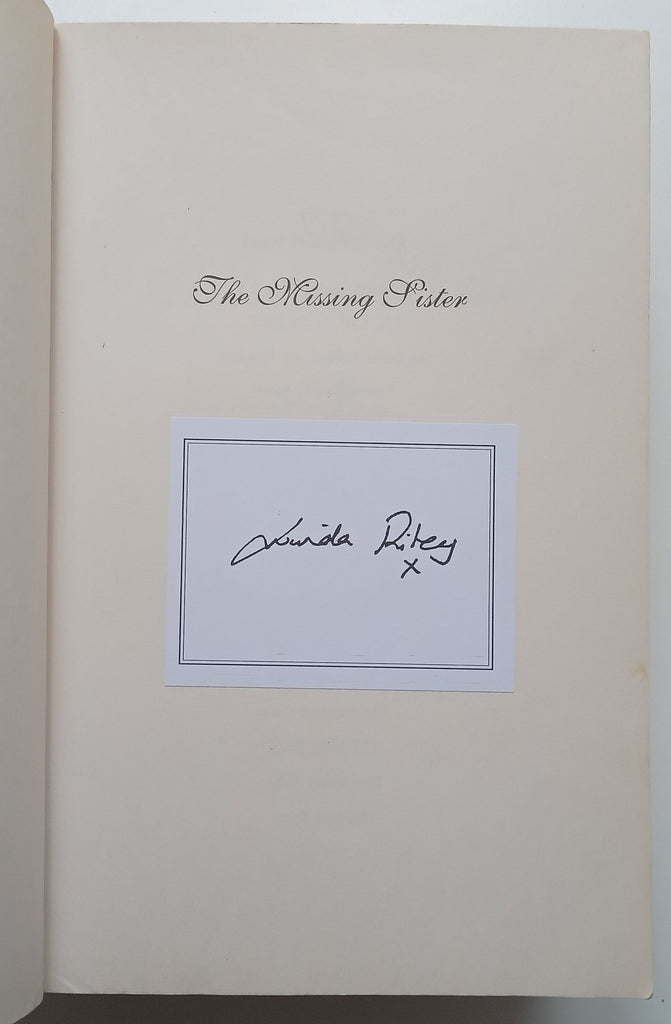 The Missing Sister
Lucinda Riley
x